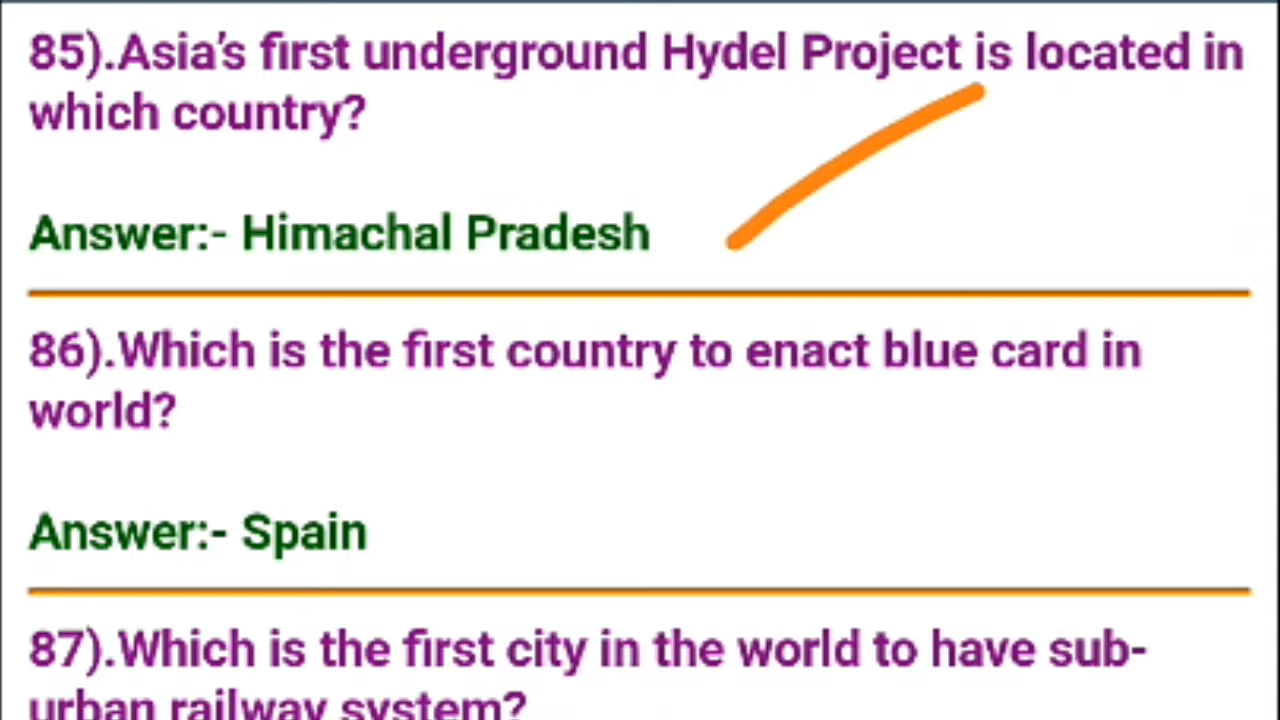 85).Asia's first underground Hydel Project is located in
which country?
Answer:- Himachal Pradesh
86).Which is the first country to enact blue card in
world?
Answer:- Spain
87).Which is the first city in the world to have sub-
urban railway system?